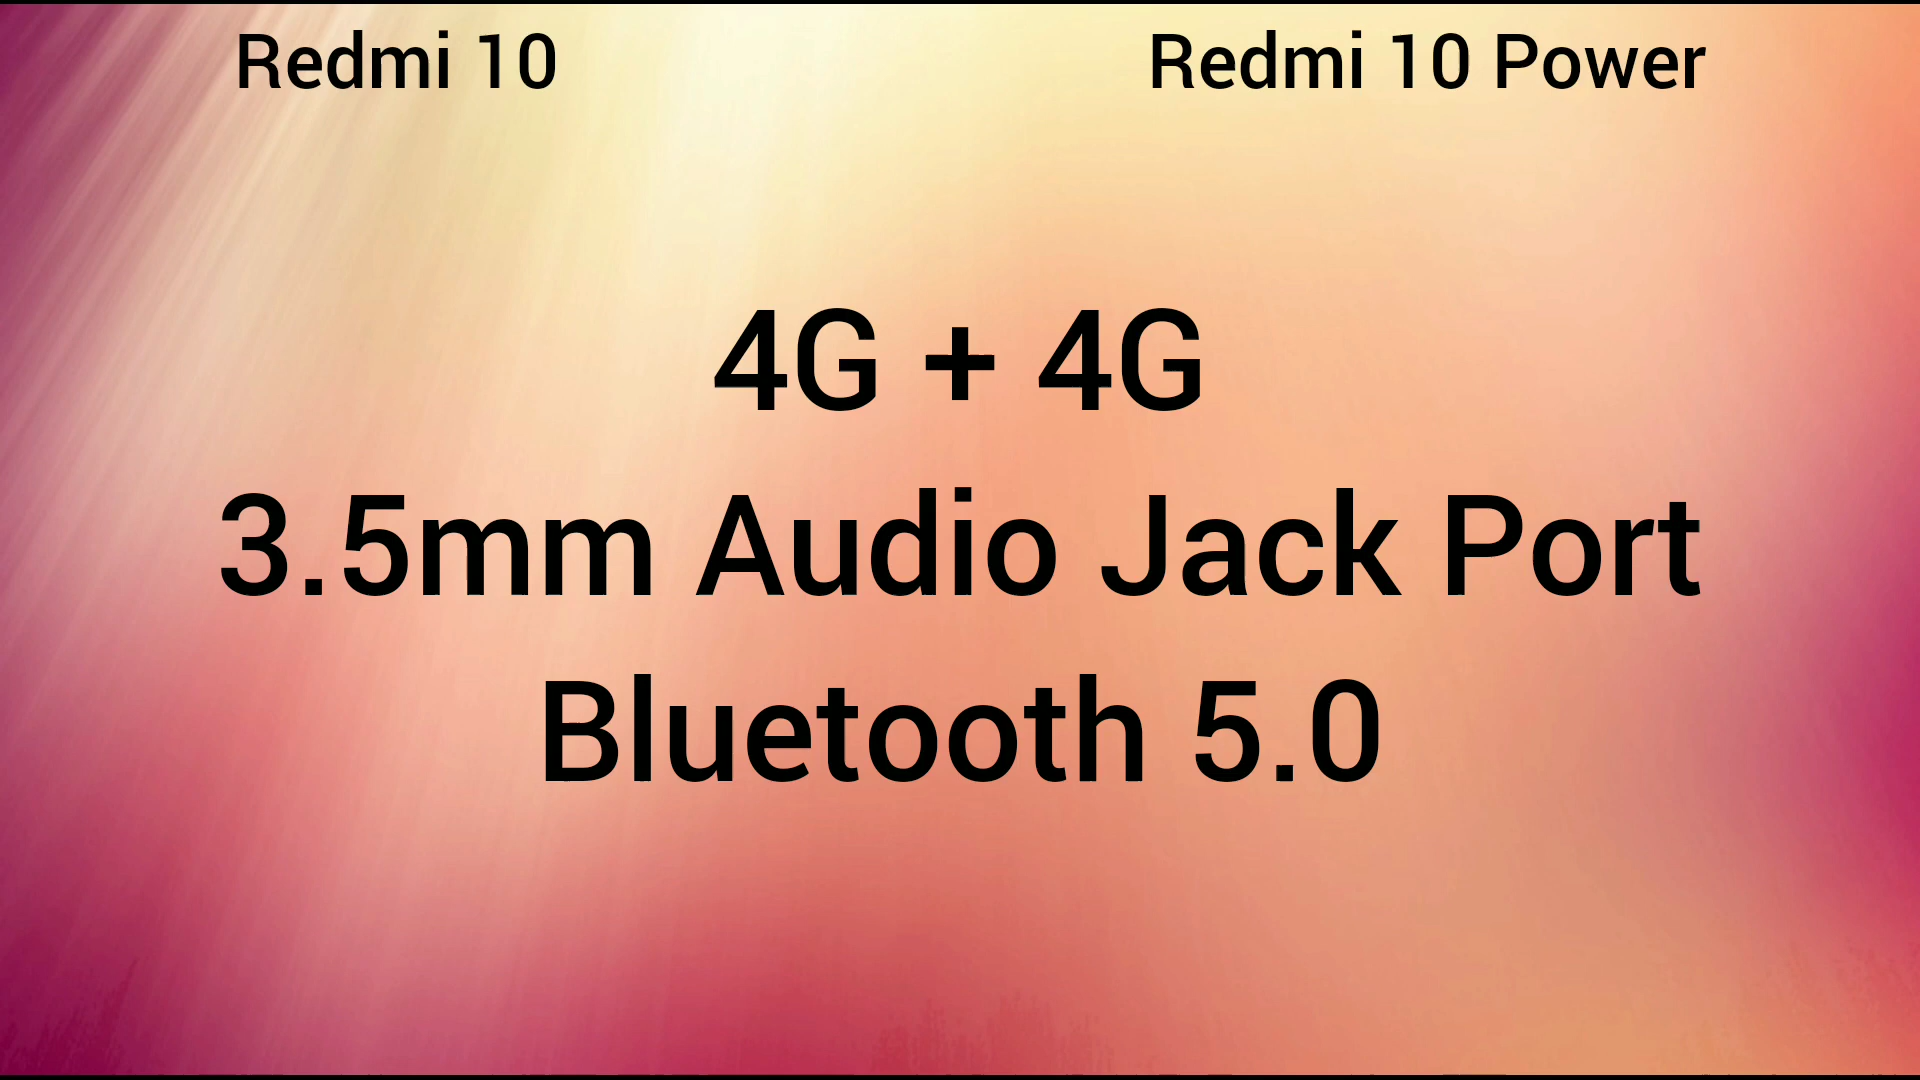 Redmi 10
Redmi 10 Power
4G + 4G
3.5mm Audio Jack Port
Bluetooth 5.0